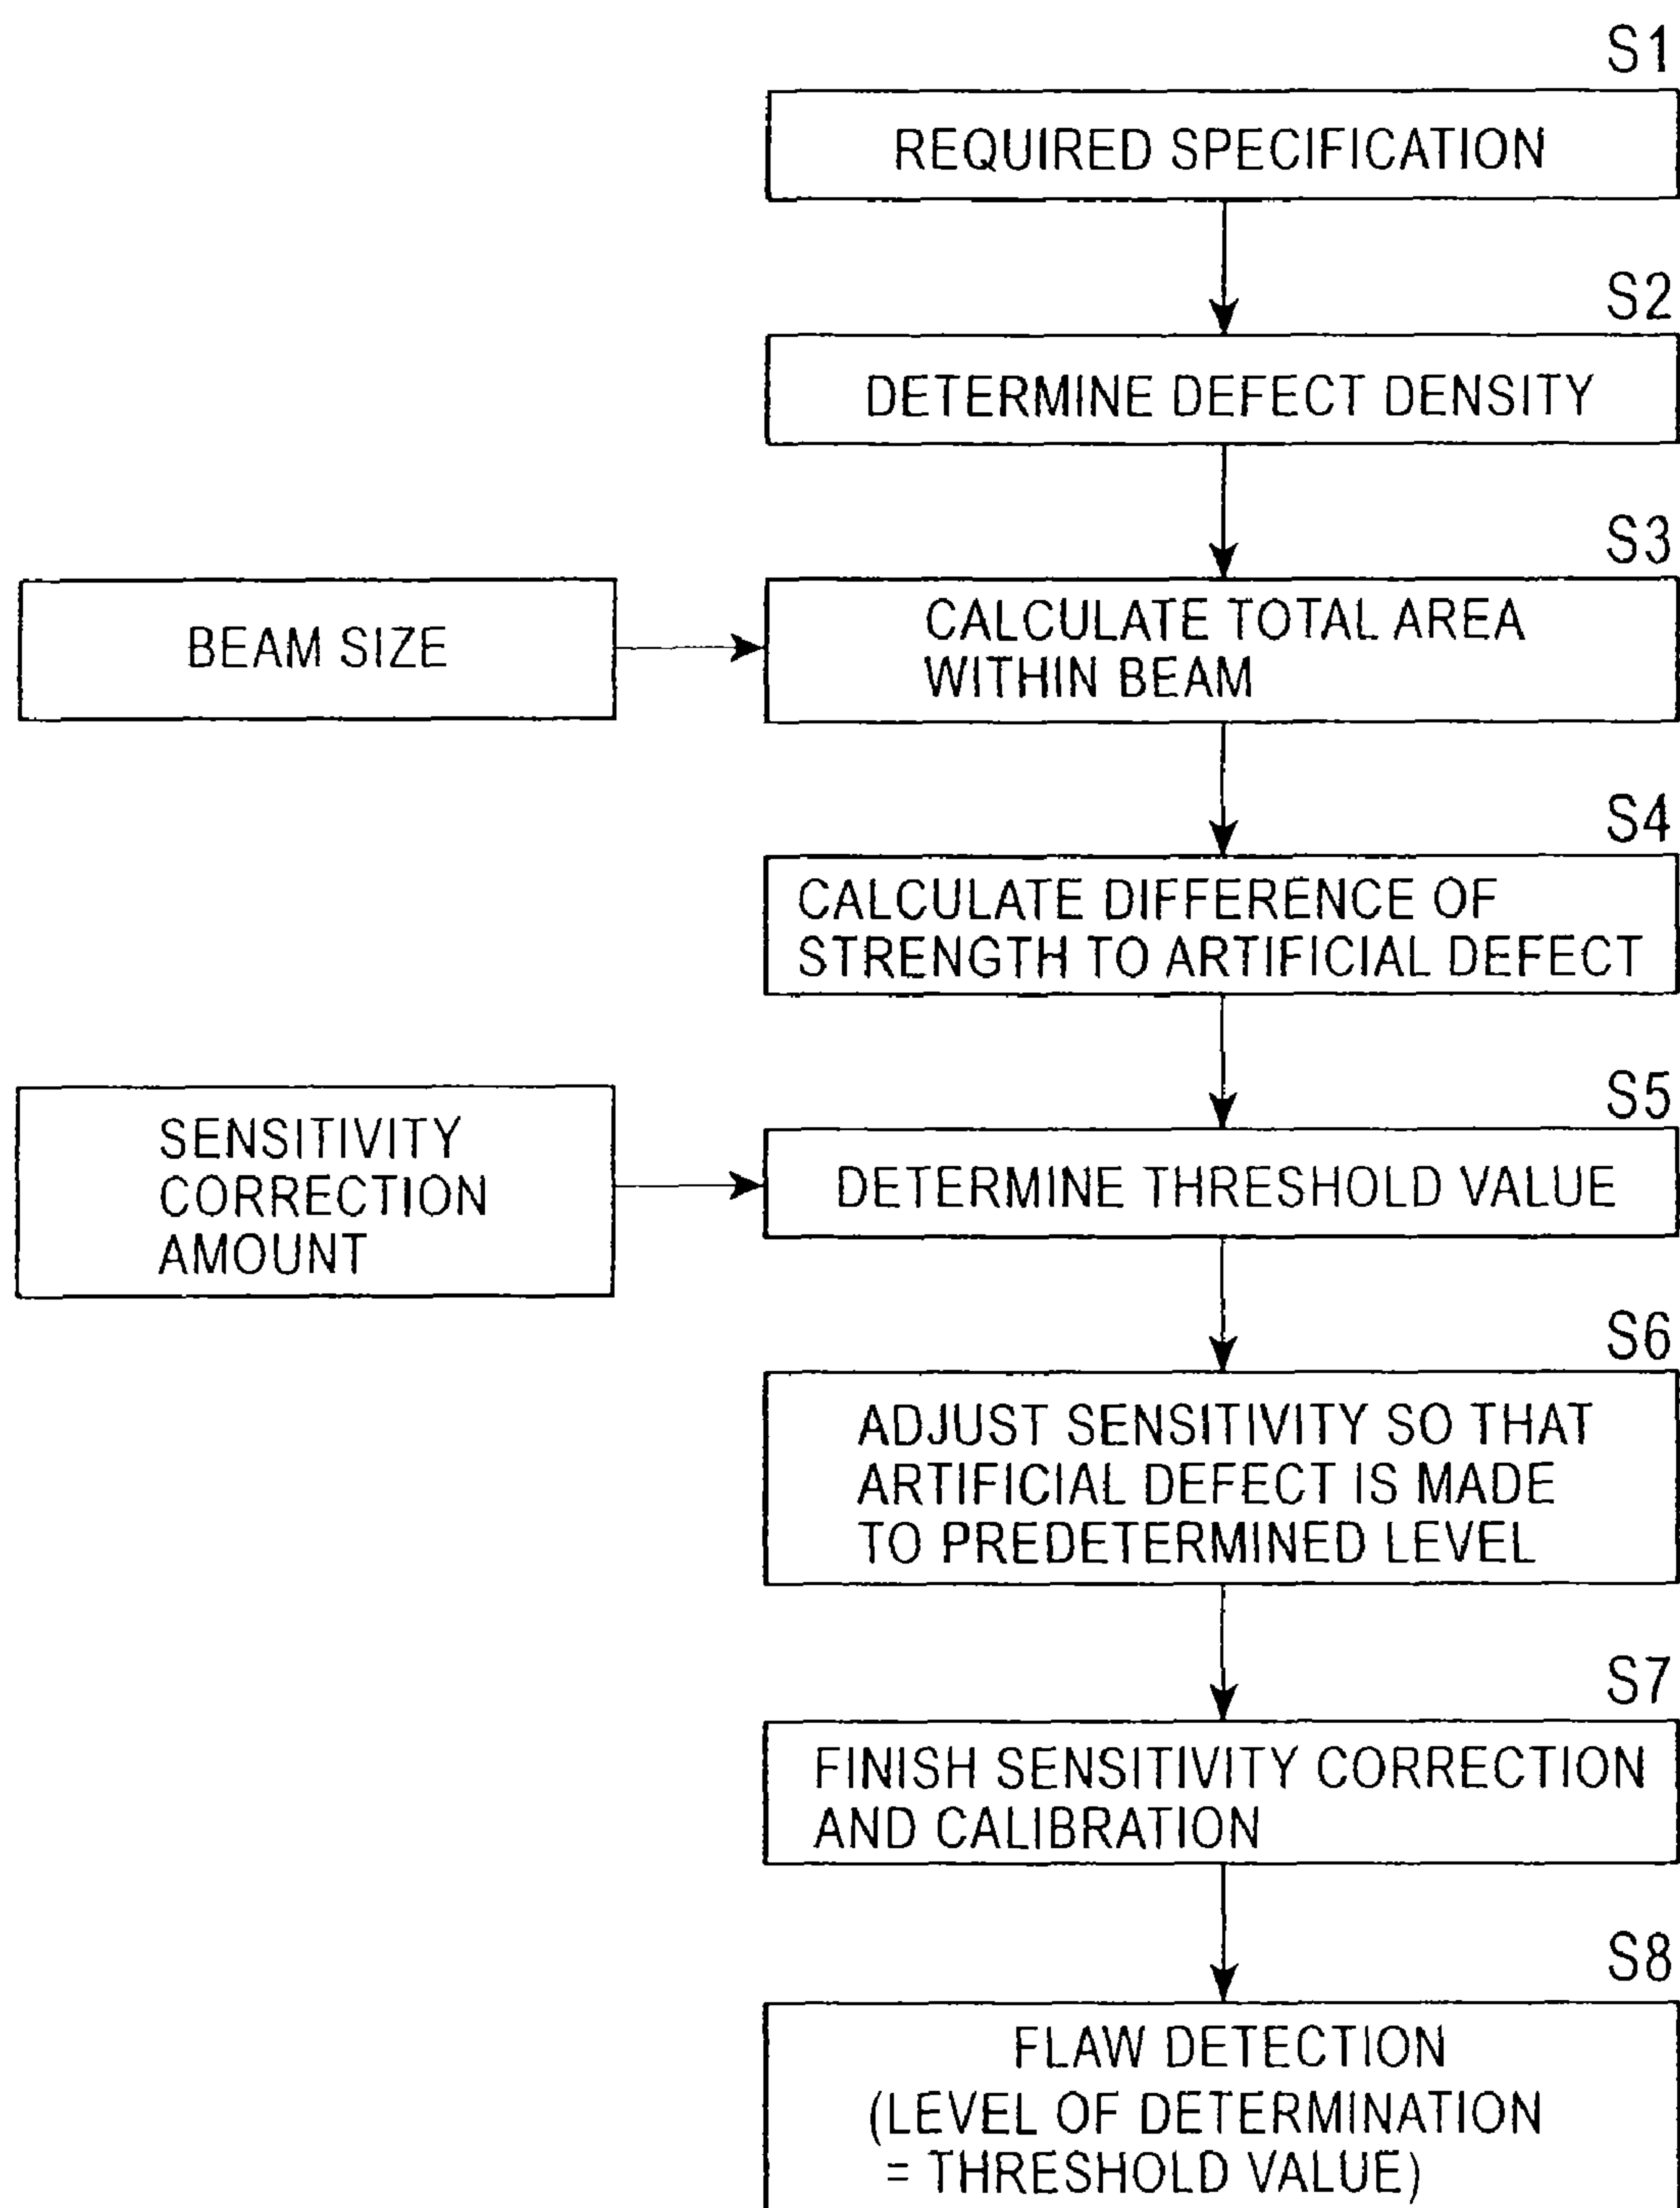 S1
REQUIRED SPECIFICATION
S2
DETERMINE DEFECT DENSITY
S3
BEAM SIZE
CALCULATE TOTAL AREA
WITHIN BEAM
S4
CALCULATE DIFFERENCE OF
STRENGTH TO ARTIFICIAL DEFECT
S5
SENSITIVITY
CORRECTION
AMOUNT
DETERMINE THRESHOLD VALUE
S6
ADJUST SENSITIVITY SO THAT
ARTIFICIAL DEFECT IS MADE
TO PREDETERMINED LEVEL
S7
FINISH SENSITIVITY CORRECTION
AND CALIBRATION
S8
FLAW DETECTION
(LEVEL OF DETERMINATION
= THRESHOLD VALUE)